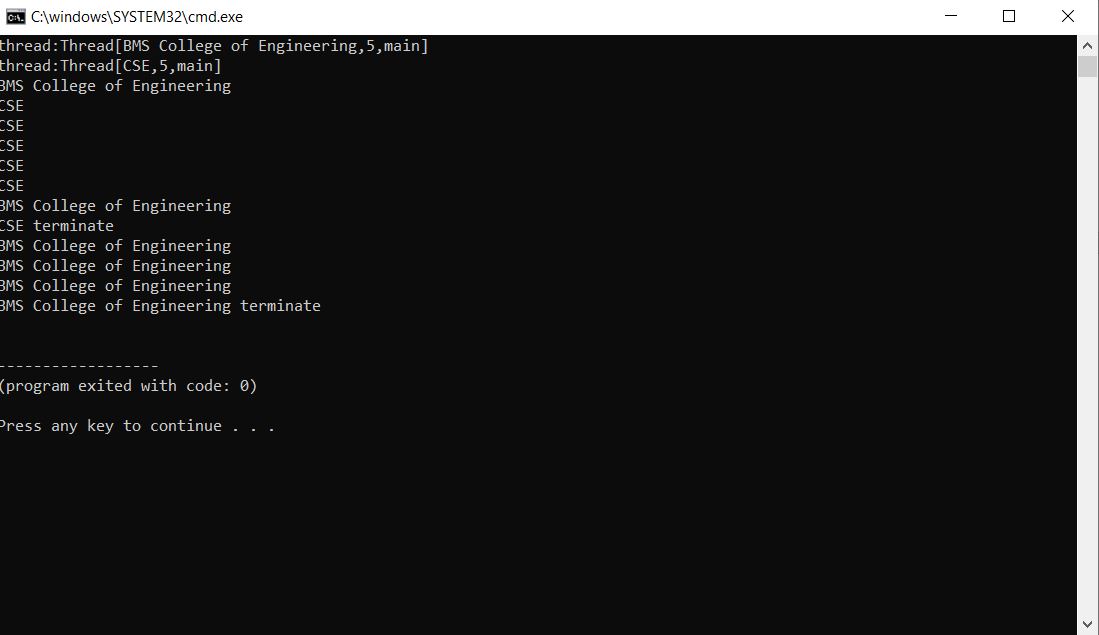 C:\windows\SYSTEM32\cmd.exe
thread:Thread[BMS College of Engineering,5,main]
thread:Thread[CSE,5,main]
BMS College of Engineering
CSE
CSE
CSE
CSE
CSE
BMS College of Engineering
CSE terminate
BMS College of Engineering
BMS College of Engineering
BMS College of Engineering
BMS College of Engineering terminate
------------------
(program exited with code: 0)
Press any key to continue . . .